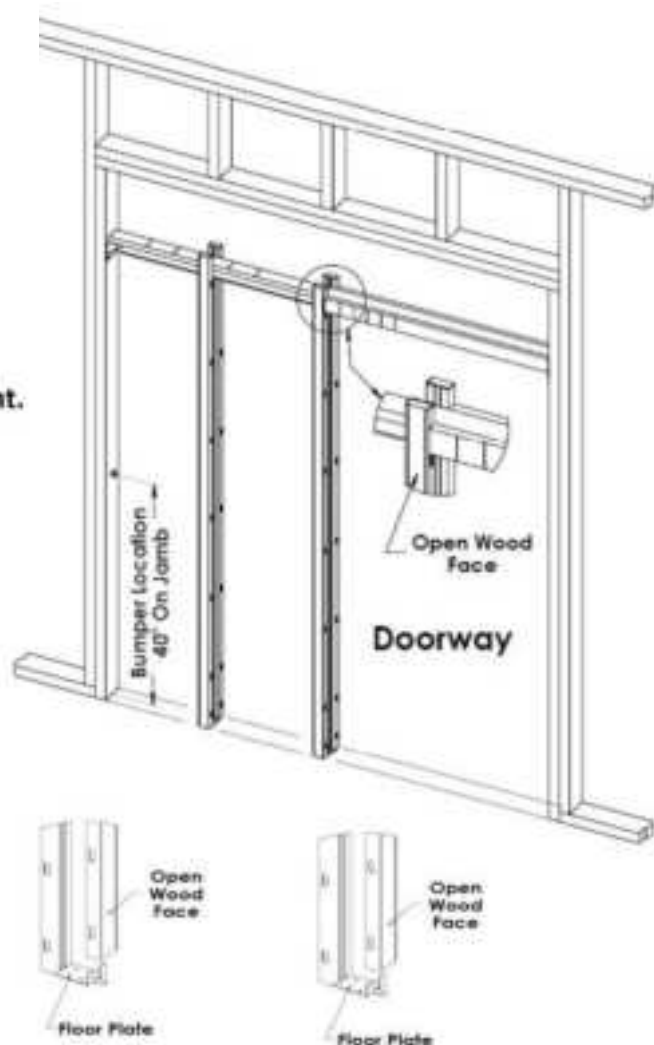 nt.
Bumper Location
40" On Jamb
Open Wood
Face
Doorway
Open
Wood
Face
Floor Plate
Open
Wood
Face
Floor Plate